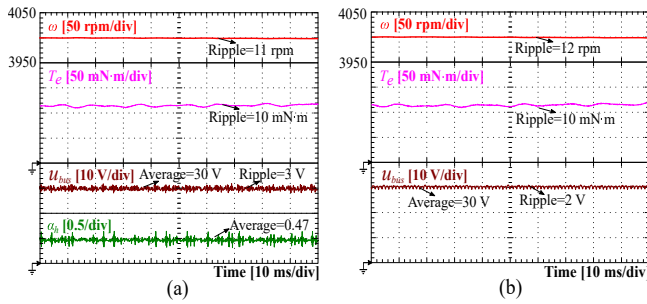 4050
ω [50 rpm/div]
Ripple=11 rpm
3950
Te [50 mN·m/div]
Ripple=10 mN·m
ubus [10 V/div]
Average=30 V
Ripple=3 V
αh [0.5/div]
Average=0.47
Time [10 ms/div]
(a)
4050
ω [50 rpm/div]
Ripple=12 rpm
3950
Te [50 mN·m/div]
Ripple=10 mN·m
ubus [10 V/div]
Average=30 V
Ripple=2 V
Time [10 ms/div]
(b)